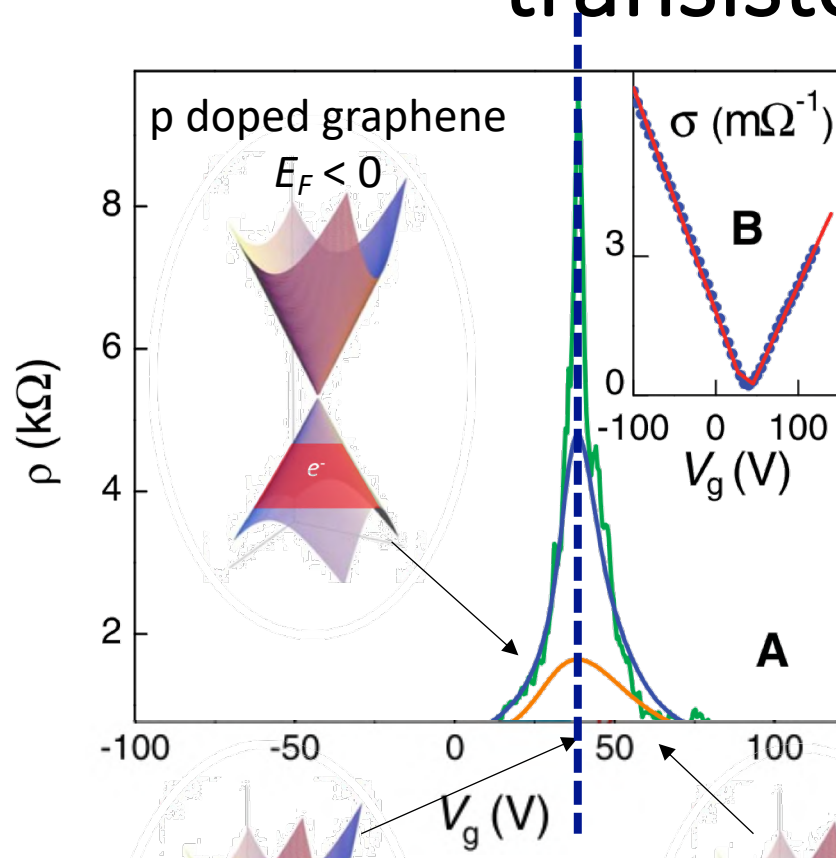 p doped graphene
E_F < 0
e-
ρ (kΩ)
8
6
4
2
-100 -50 0 50 100
V_g (V)
A
σ (mΩ⁻¹)
B
3
0
-100 0 100
V_g (V)